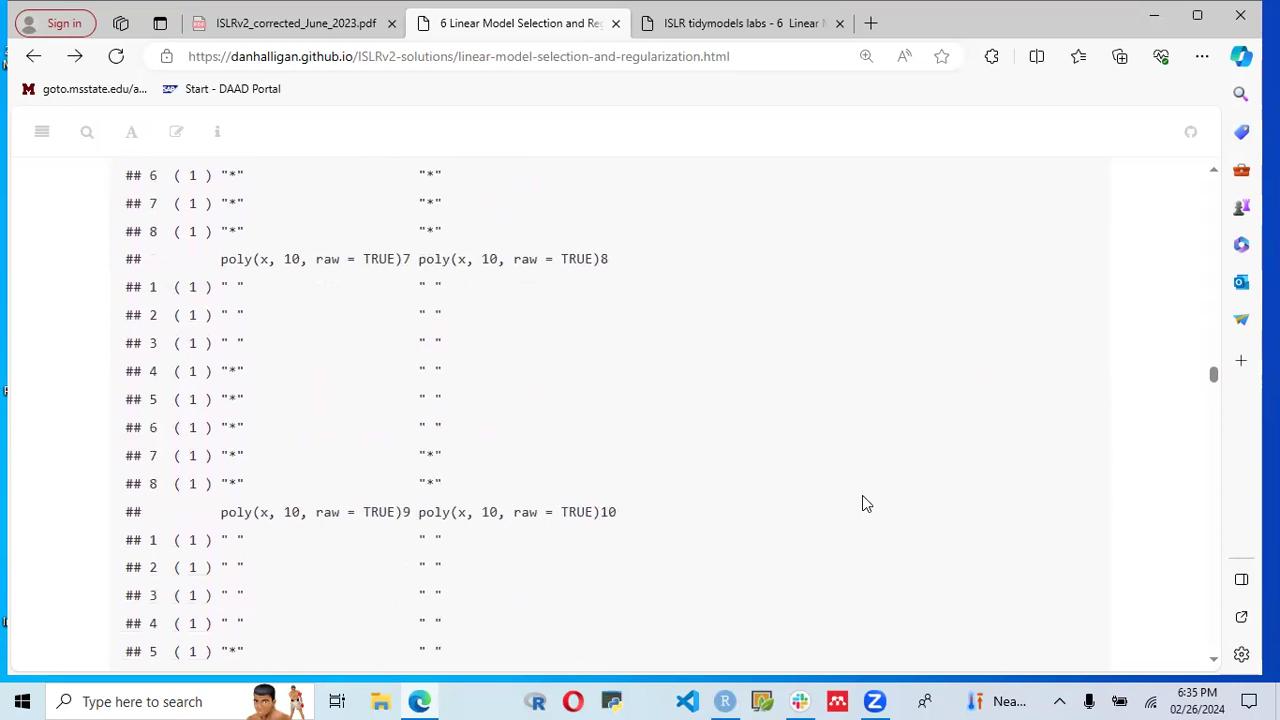 Sign in
ISLRv2_corrected_June_2023.pdf
6 Linear Model Selection and Re
ISLR tidymodels labs - 6 Linear M
https://danhalligan.github.io/ISLRv2-solutions/linear-model-selection-and-regularization.html
goto.msstate.edu/a...
Start - DAAD Portal
## 6 ( 1 ) "*" "*"
## 7 ( 1 ) "*" "*"
## 8 ( 1 ) "*" "*"
## poly(x, 10, raw = TRUE)7 poly(x, 10, raw = TRUE)8
## 1 ( 1 ) " " " "
## 2 ( 1 ) " " " "
## 3 ( 1 ) " " " "
## 4 ( 1 ) "*" " "
## 5 ( 1 ) "*" " "
## 6 ( 1 ) "*" " "
## 7 ( 1 ) "*" "*"
## 8 ( 1 ) "*" "*"
## poly(x, 10, raw = TRUE)9 poly(x, 10, raw = TRUE)10
## 1 ( 1 ) " " " "
## 2 ( 1 ) " " " "
## 3 ( 1 ) " " " "
## 4 ( 1 ) " " " "
## 5 ( 1 ) "*" " "
Type here to search
Nea...
6:35 PM
02/26/2024